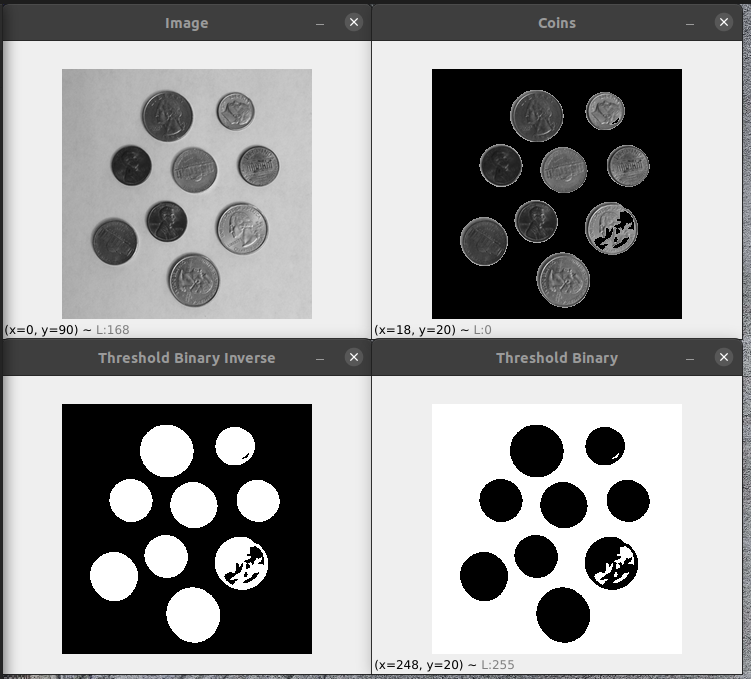 Image
Coins
(x=0, y=90) ~ L:168
(x=18, y=20) ~ L:0
Threshold Binary Inverse
Threshold Binary
(x=248, y=20) ~ L:255